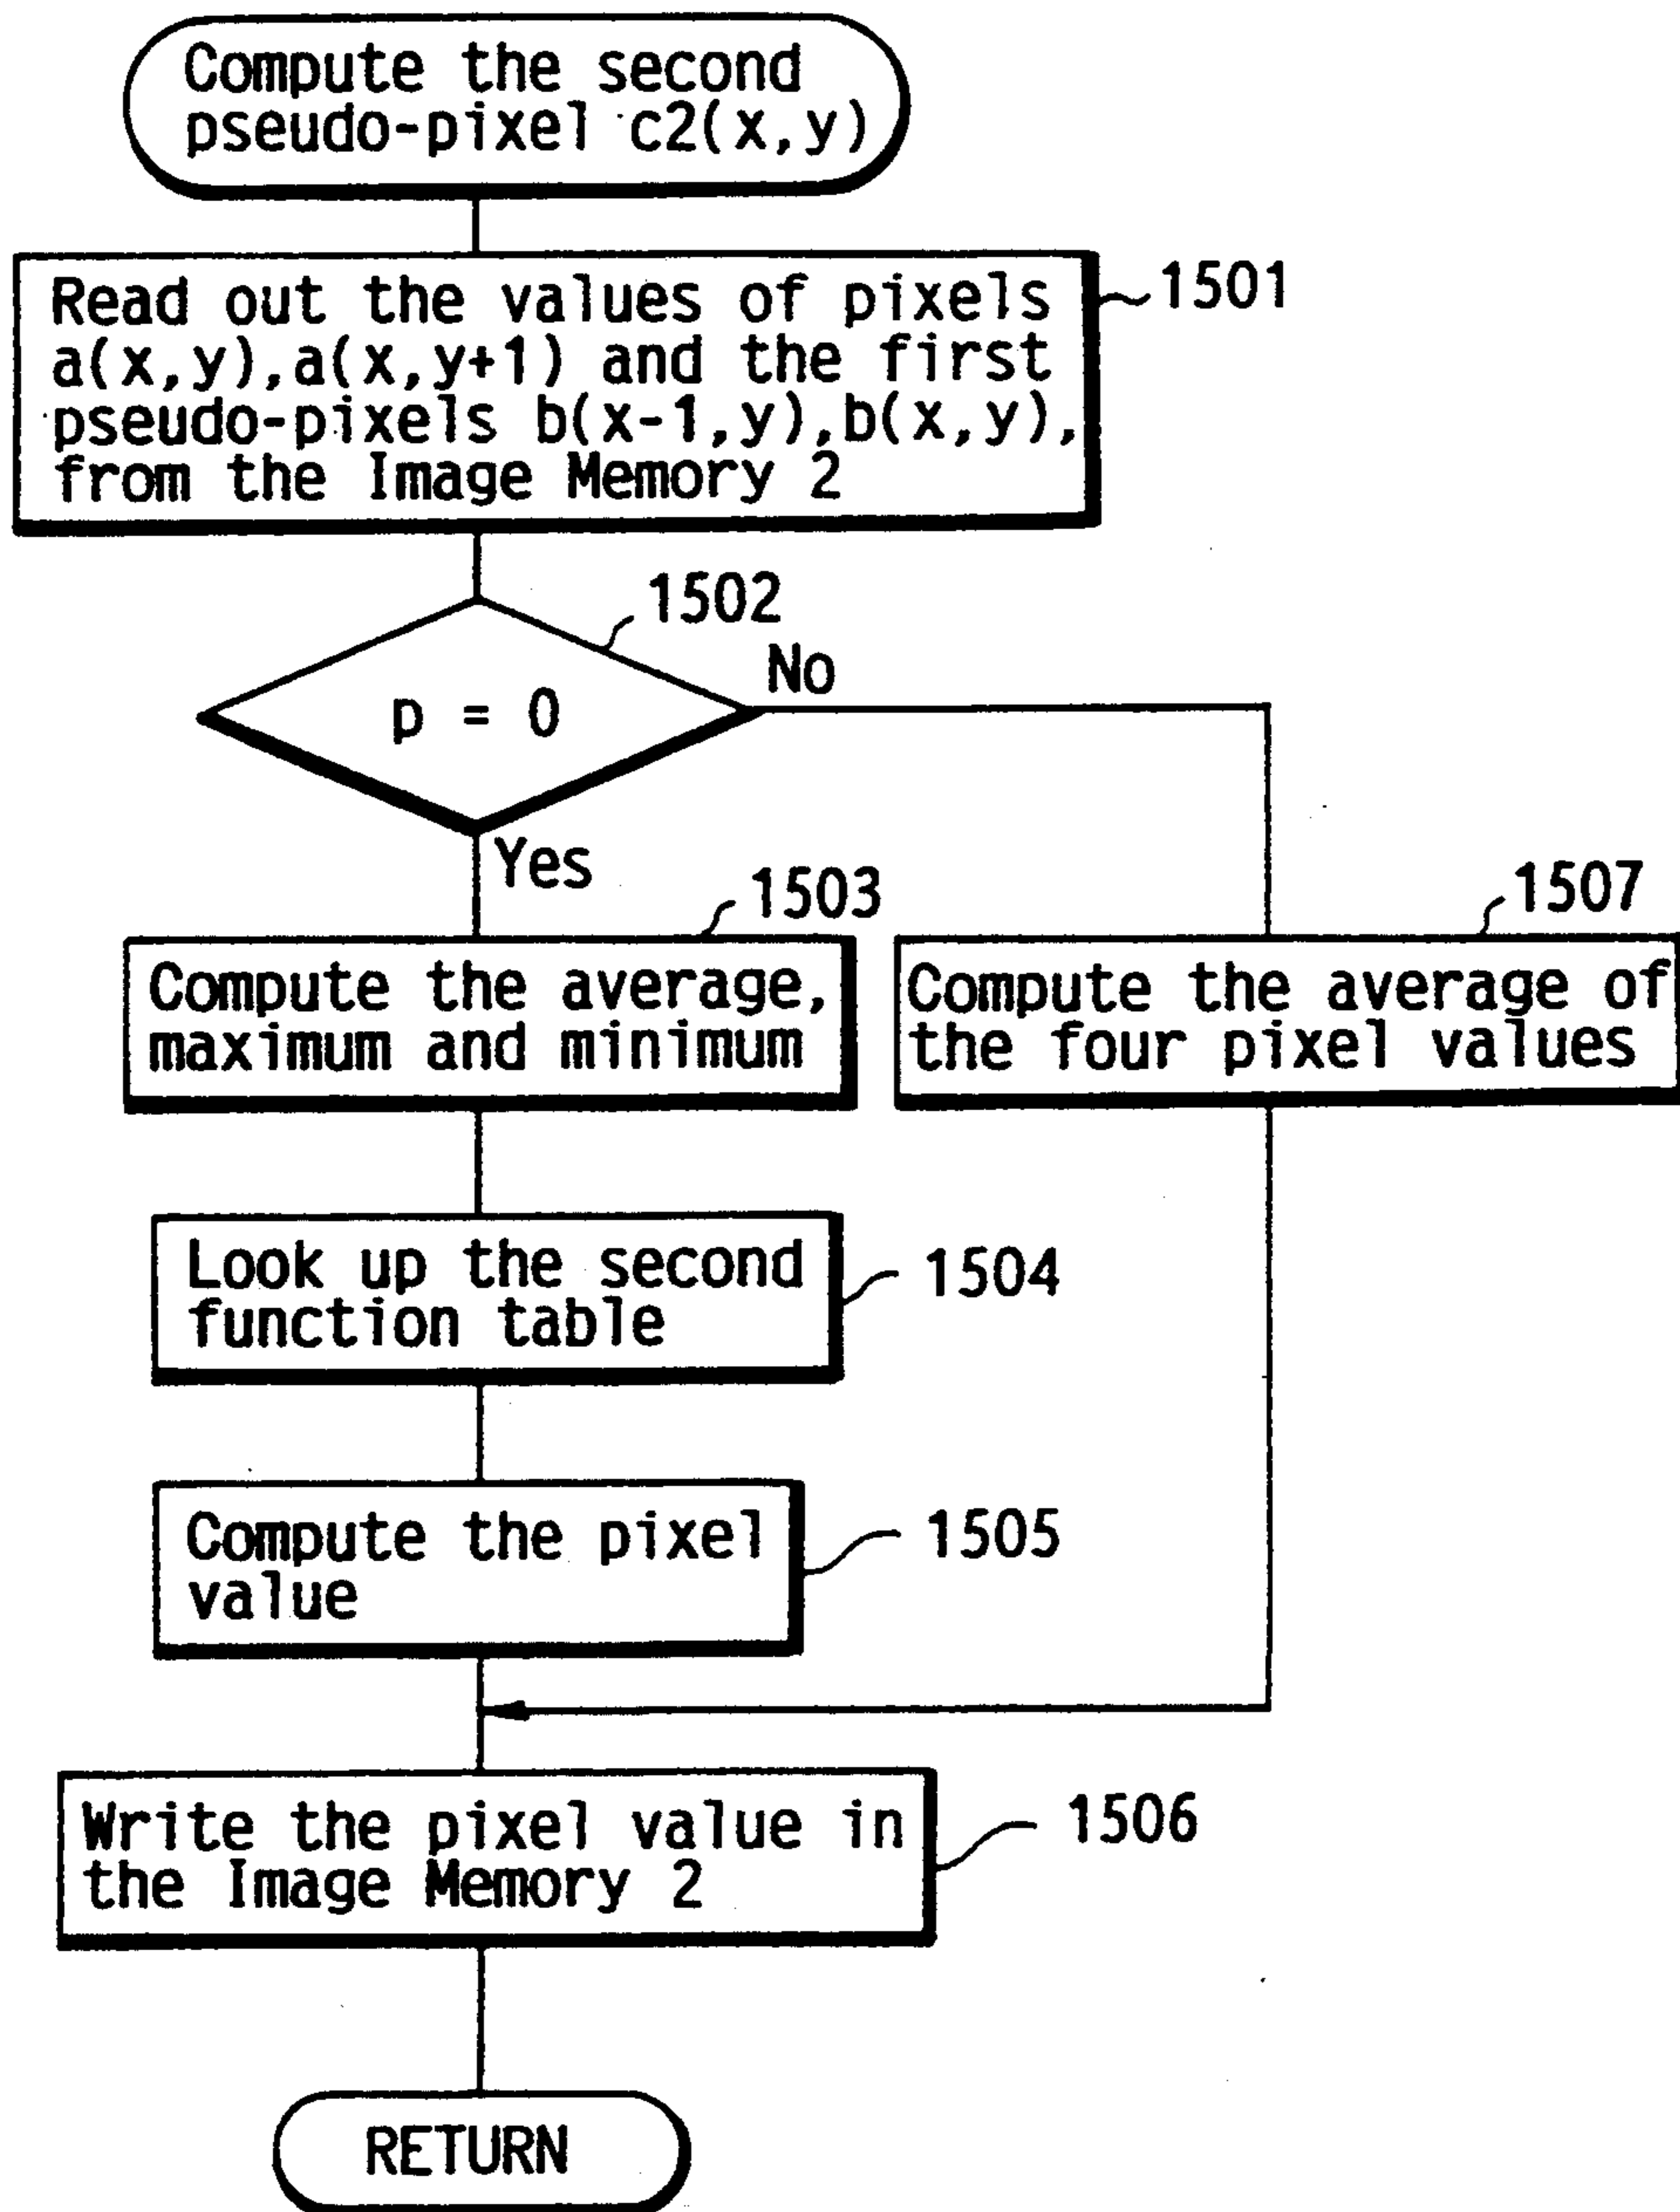 Compute the second
pseudo-pixel c2(x,y)
Read out the values of pixels
a(x,y),a(x,y+1) and the first
pseudo-pixels b(x-1,y),b(x,y),
from the Image Memory 2
1501
1502
p = 0
No
Yes
1503
Compute the average,
maximum and minimum
1507
Compute the average of
the four pixel values
Look up the second
function table
1504
Compute the pixel
value
1505
Write the pixel value in
the Image Memory 2
1506
RETURN